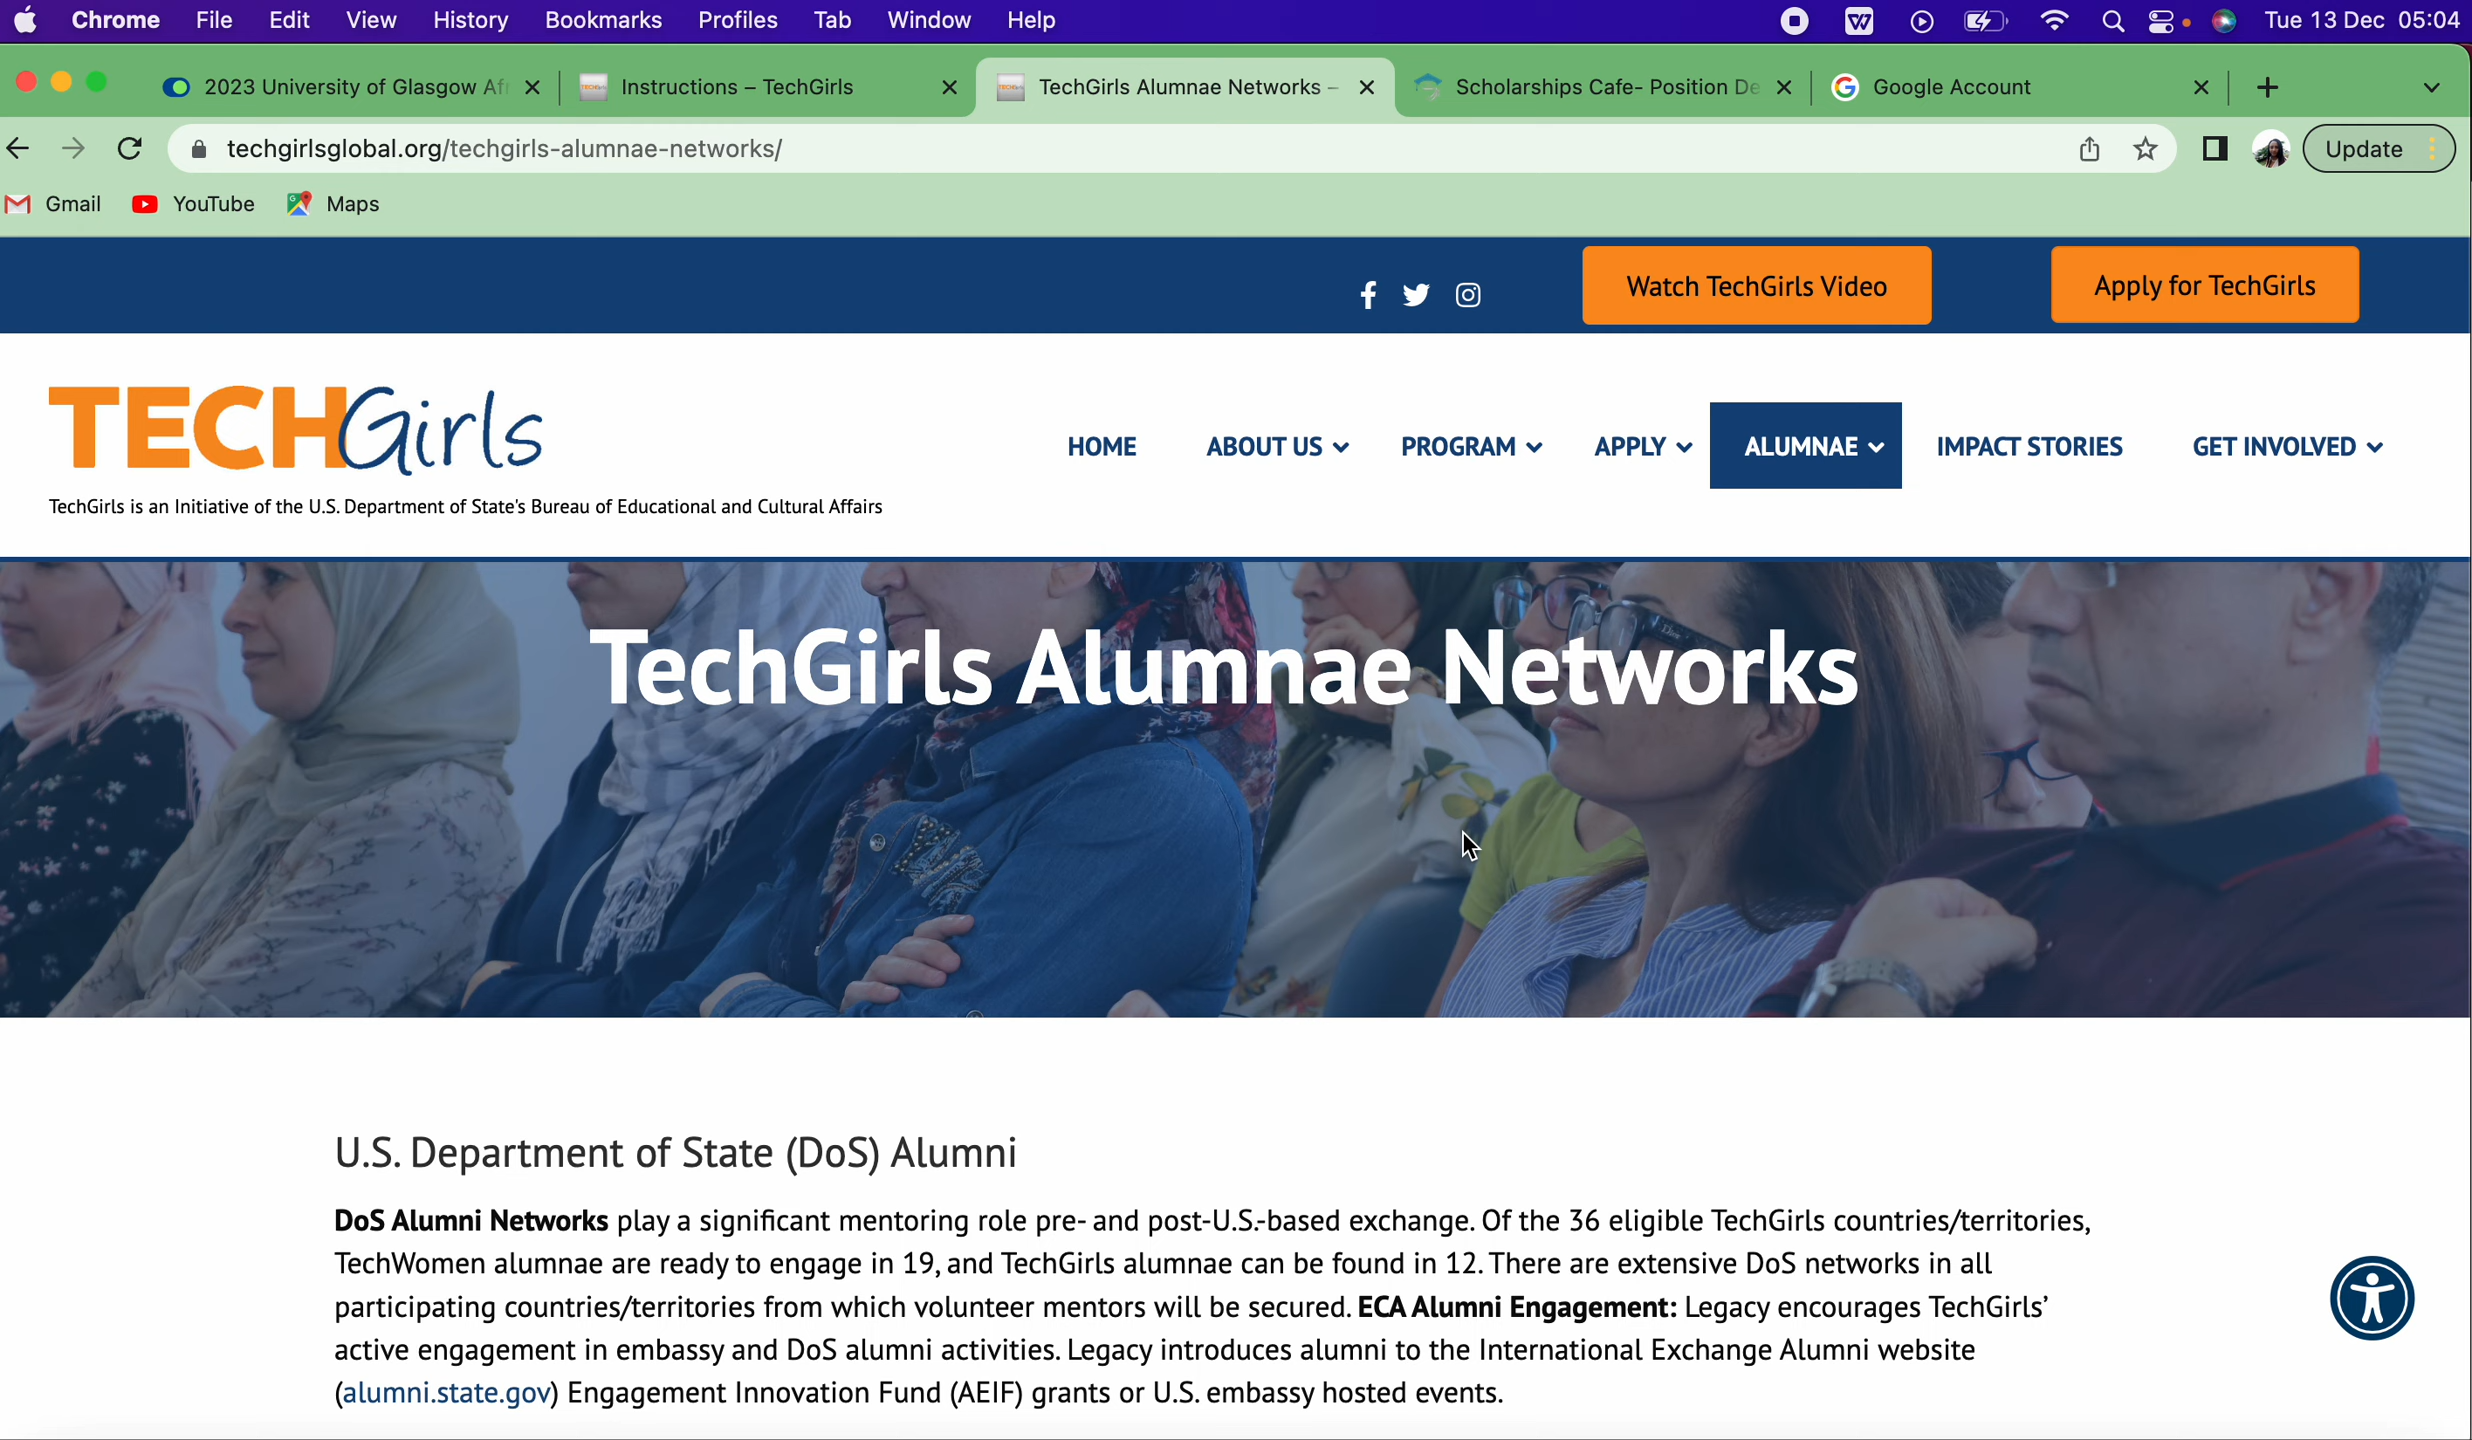 Chrome File Edit View History Bookmarks Profiles Tab Window Help Tue 13 Dec 05:04
2023 University of Glasgow Afr Instructions – TechGirls TechGirls Alumnae Networks – Scholarships Cafe- Position De Google Account
techgirlsglobal.org/techgirls-alumnae-networks/ Update
Gmail YouTube Maps
Watch TechGirls Video Apply for TechGirls
TECHGirls
HOME ABOUT US PROGRAM APPLY ALUMNAE IMPACT STORIES GET INVOLVED
TechGirls is an Initiative of the U.S. Department of State's Bureau of Educational and Cultural Affairs
TechGirls Alumnae Networks
U.S. Department of State (DoS) Alumni
DoS Alumni Networks play a significant mentoring role pre- and post-U.S.-based exchange. Of the 36 eligible TechGirls countries/territories,
TechWomen alumnae are ready to engage in 19, and TechGirls alumnae can be found in 12. There are extensive DoS networks in all
participating countries/territories from which volunteer mentors will be secured. ECA Alumni Engagement: Legacy encourages TechGirls’
active engagement in embassy and DoS alumni activities. Legacy introduces alumni to the International Exchange Alumni website
(alumni.state.gov) Engagement Innovation Fund (AEIF) grants or U.S. embassy hosted events.